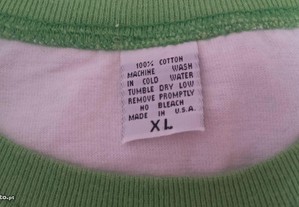 100% COTTON
MACHINE WASH
IN COLD WATER
TUMBLE DRY LOW
REMOVE PROMPTLY
NO BLEACH
MADE IN U.S.A.
XL